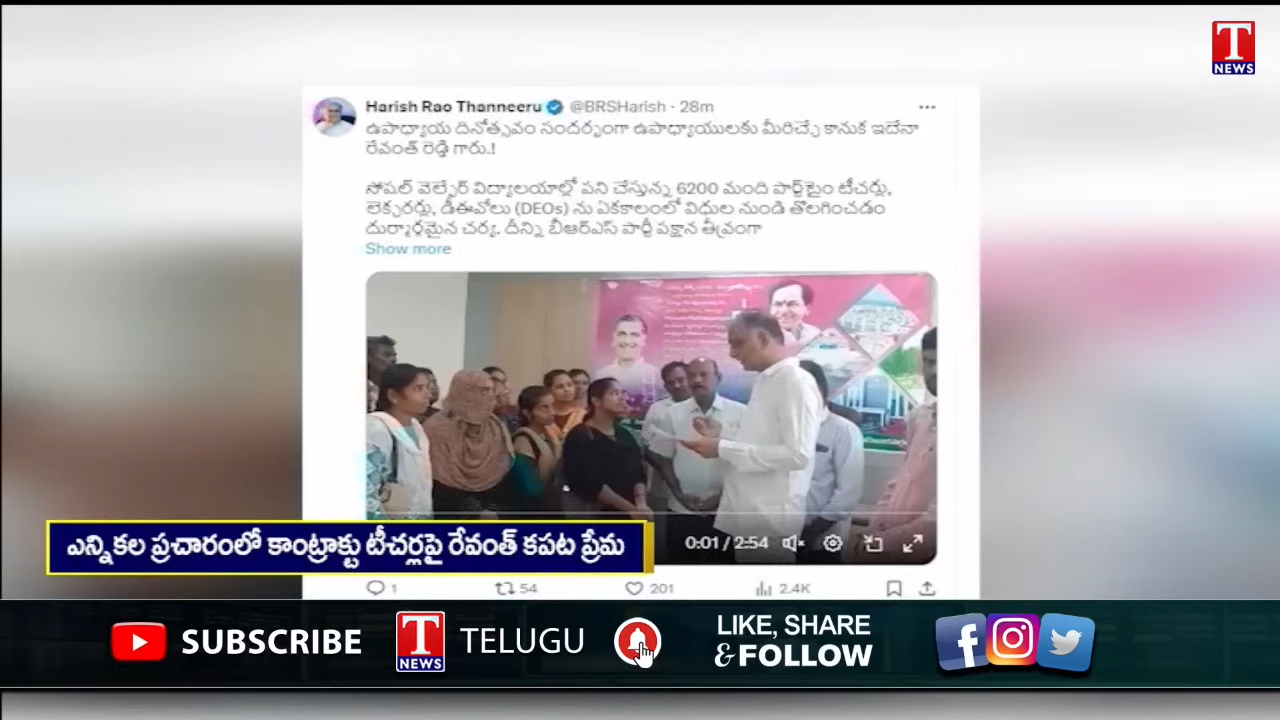 T
NEWS
Harish Rao Thanneeru @BRSHarish · 28m
ఉపాధ్యాయ దినోత్సవం సందర్భంగా ఉపాధ్యాయులకు మీరిచ్చే కానుక ఇదేనా
రేవంత్ రెడ్డి గారు.!
సోషల్ వెల్ఫేర్ విద్యాలయాల్లో పని చేస్తున్న 6200 మంది పార్ట్‌టైం టీచర్లు,
లెక్చరర్లు, డీఈవోలు (DEOs) ను ఏకకాలంలో విధుల నుండి తొలగించడం
దుర్మార్గమైన చర్య. దీన్ని బీఆర్ఎస్ పార్టీ పక్షాన తీవ్రంగా
Show more
0:01 / 2:54
ఎన్నికల ప్రచారంలో కాంట్రాక్టు టీచర్లపై రేవంత్ కపట ప్రేమ
1 54 201 2.4K
SUBSCRIBE T NEWS TELUGU LIKE, SHARE
& FOLLOW